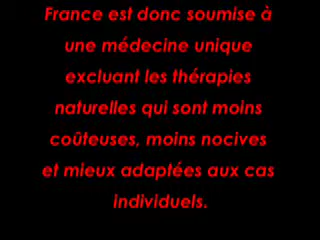 France est donc soumise à
une médecine unique
excluant les thérapies
naturelles qui sont moins
coûteuses, moins nocives
et mieux adaptées aux cas
individuels.